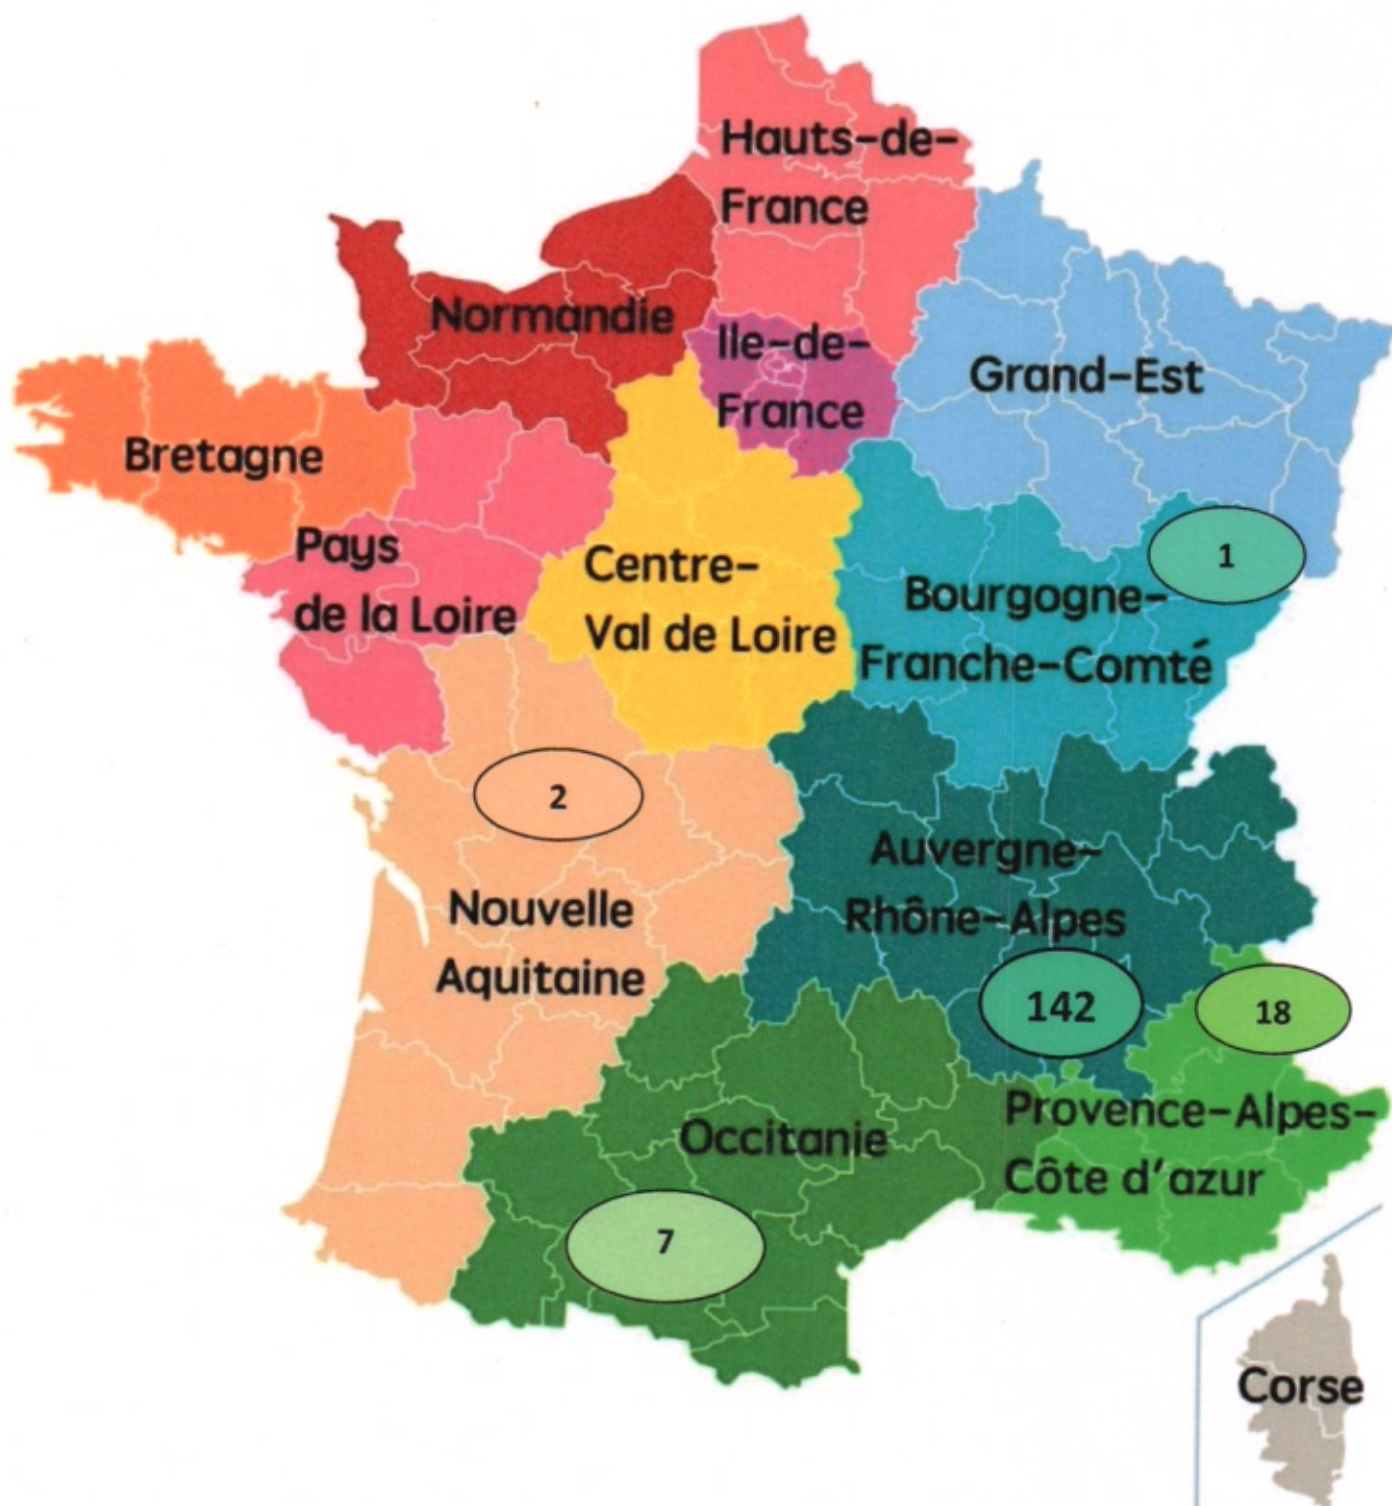 Hauts-de-
France
Normandie
Ile-de-
France
Grand-Est
Bretagne
Pays
de la Loire
Centre-
Val de Loire
1
Bourgogne-
Franche-Comté
2
Auvergne-
Rhône-Alpes
Nouvelle
Aquitaine
142
18
Provence-Alpes-
Côte d'azur
Occitanie
7
Corse